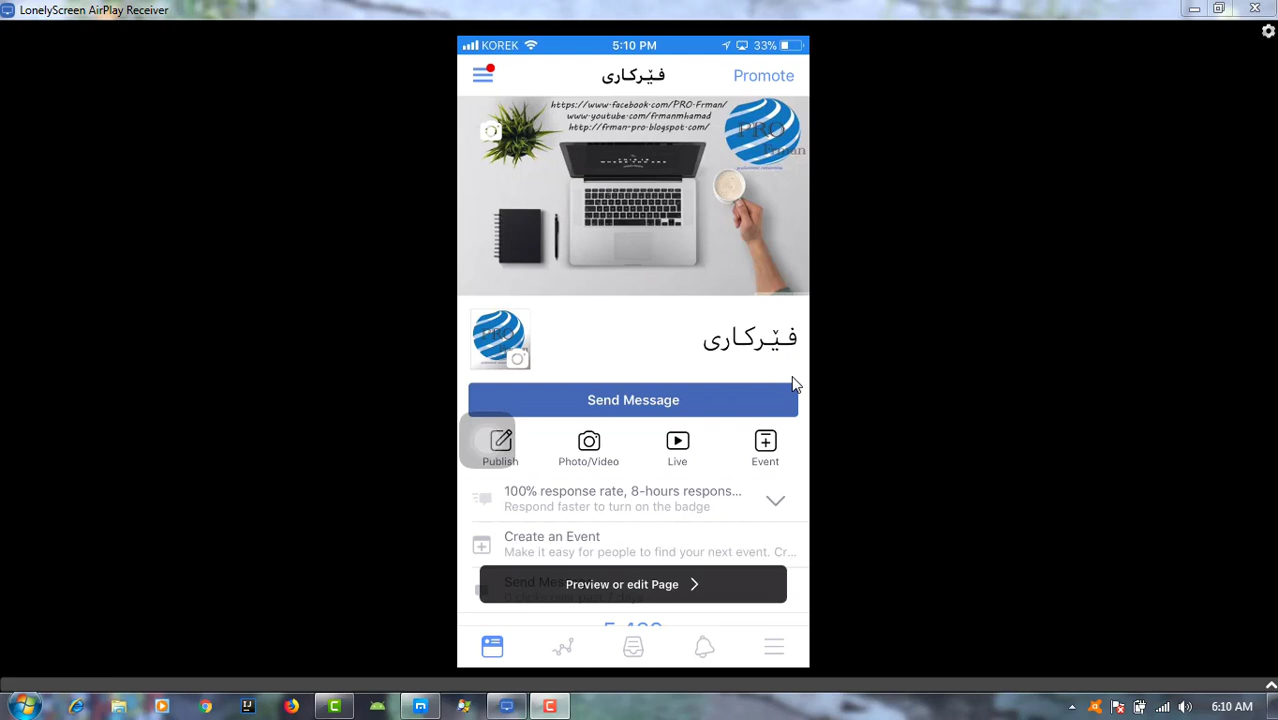 LonelyScreen AirPlay Receiver
KOREK
5:10 PM
33%
فێرکاری
Promote
https://www.facebook.com/PRO-Frman/
www.youtube.com/frmanmhamad
http://frman-pro.blogspot.com/
PRO
Frman
فێرکاری
Send Message
Publish
Photo/Video
Live
Event
100% response rate, 8-hours respons...
Respond faster to turn on the badge
Create an Event
Make it easy for people to find your next event. Cr...
Preview or edit Page
6:10 AM